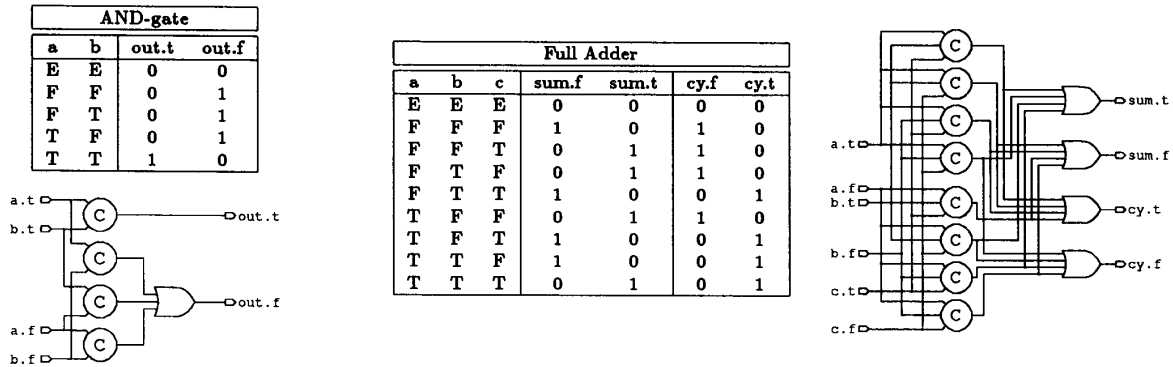 AND-gate
a b out.t out.f
E E 0 0
F F 0 1
F T 0 1
T F 0 1
T T 1 0
a.t
C
out.t
b.t
C
C
out.f
a.f
C
b.f
Full Adder
a b c sum.f sum.t cy.f cy.t
E E E 0 0 0 0
F F F 1 0 1 0
F F T 0 1 1 0
F T F 0 1 1 0
F T T 1 0 0 1
T F F 0 1 1 0
T F T 1 0 0 1
T T F 1 0 0 1
T T T 0 1 0 1
C
C
sum.t
C
a.t
C
sum.f
a.f
b.t
C
cy.t
C
b.f
cy.f
C
c.t
C
c.f